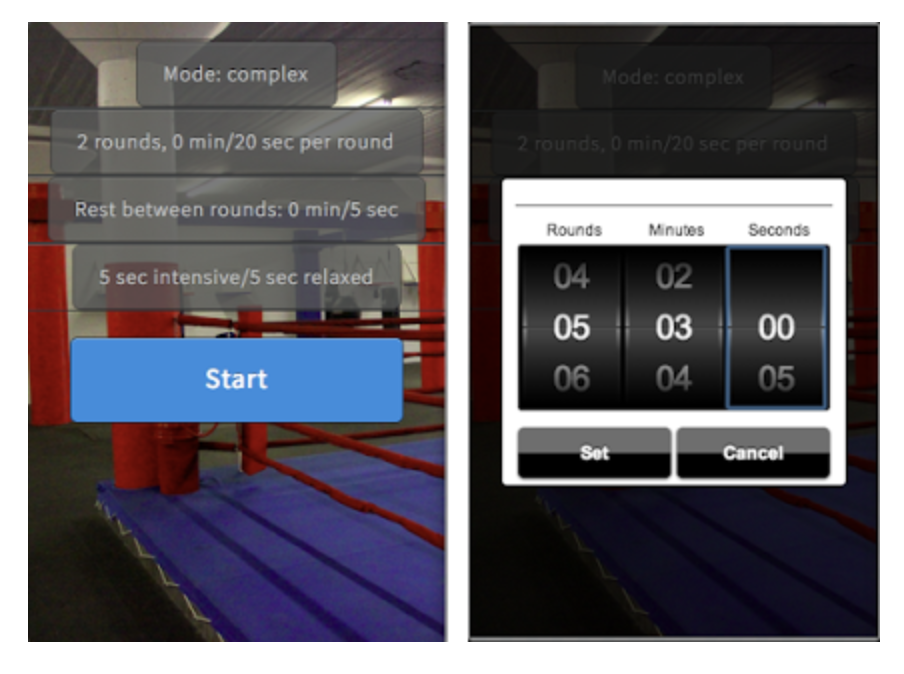 Mode: complex
2 rounds, 0 min/20 sec per round
Rest between rounds: 0 min/5 sec
5 sec intensive/5 sec relaxed
Start
Mode: complex
2 rounds, 0 min/20 sec per round
Rounds Minutes Seconds
04 02
05 03 00
06 04 05
Set Cancel